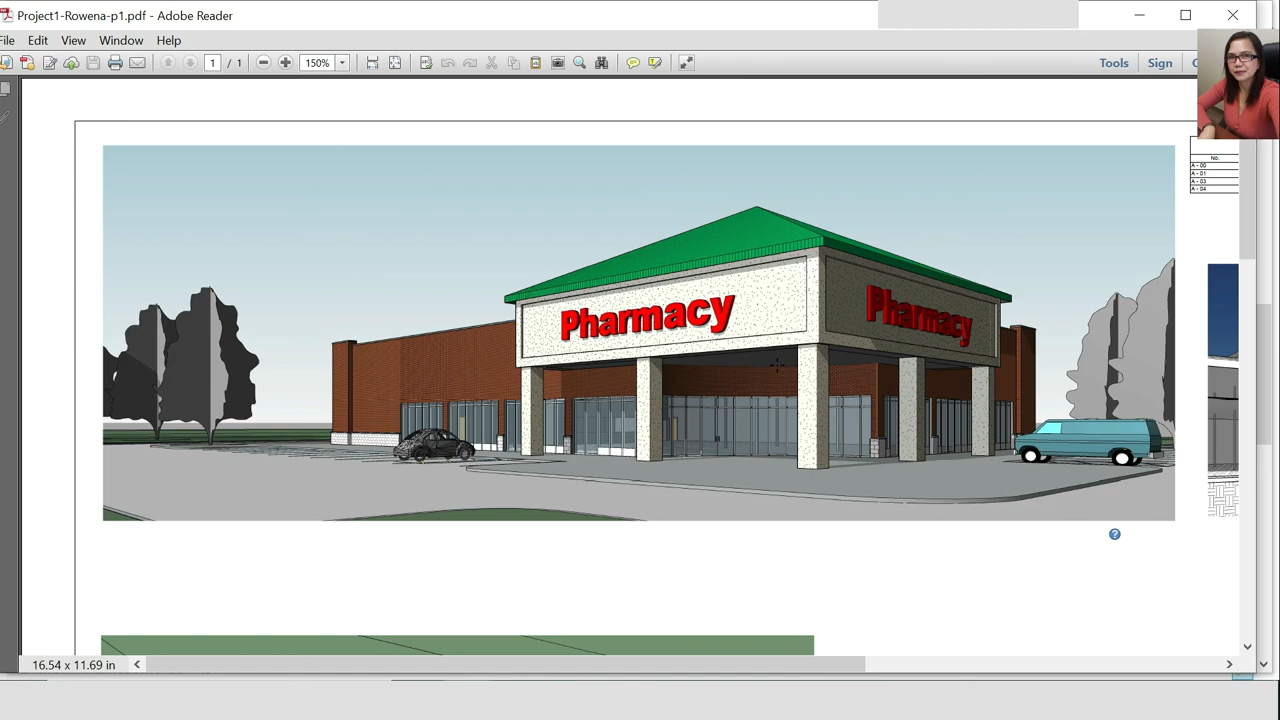 Project1-Rowena-p1.pdf - Adobe Reader
File Edit View Window Help
1 / 1 150% Tools Sign
No.
A - 00
A - 01
A - 03
A - 04
Pharmacy Pharmacy
?
16.54 x 11.69 in